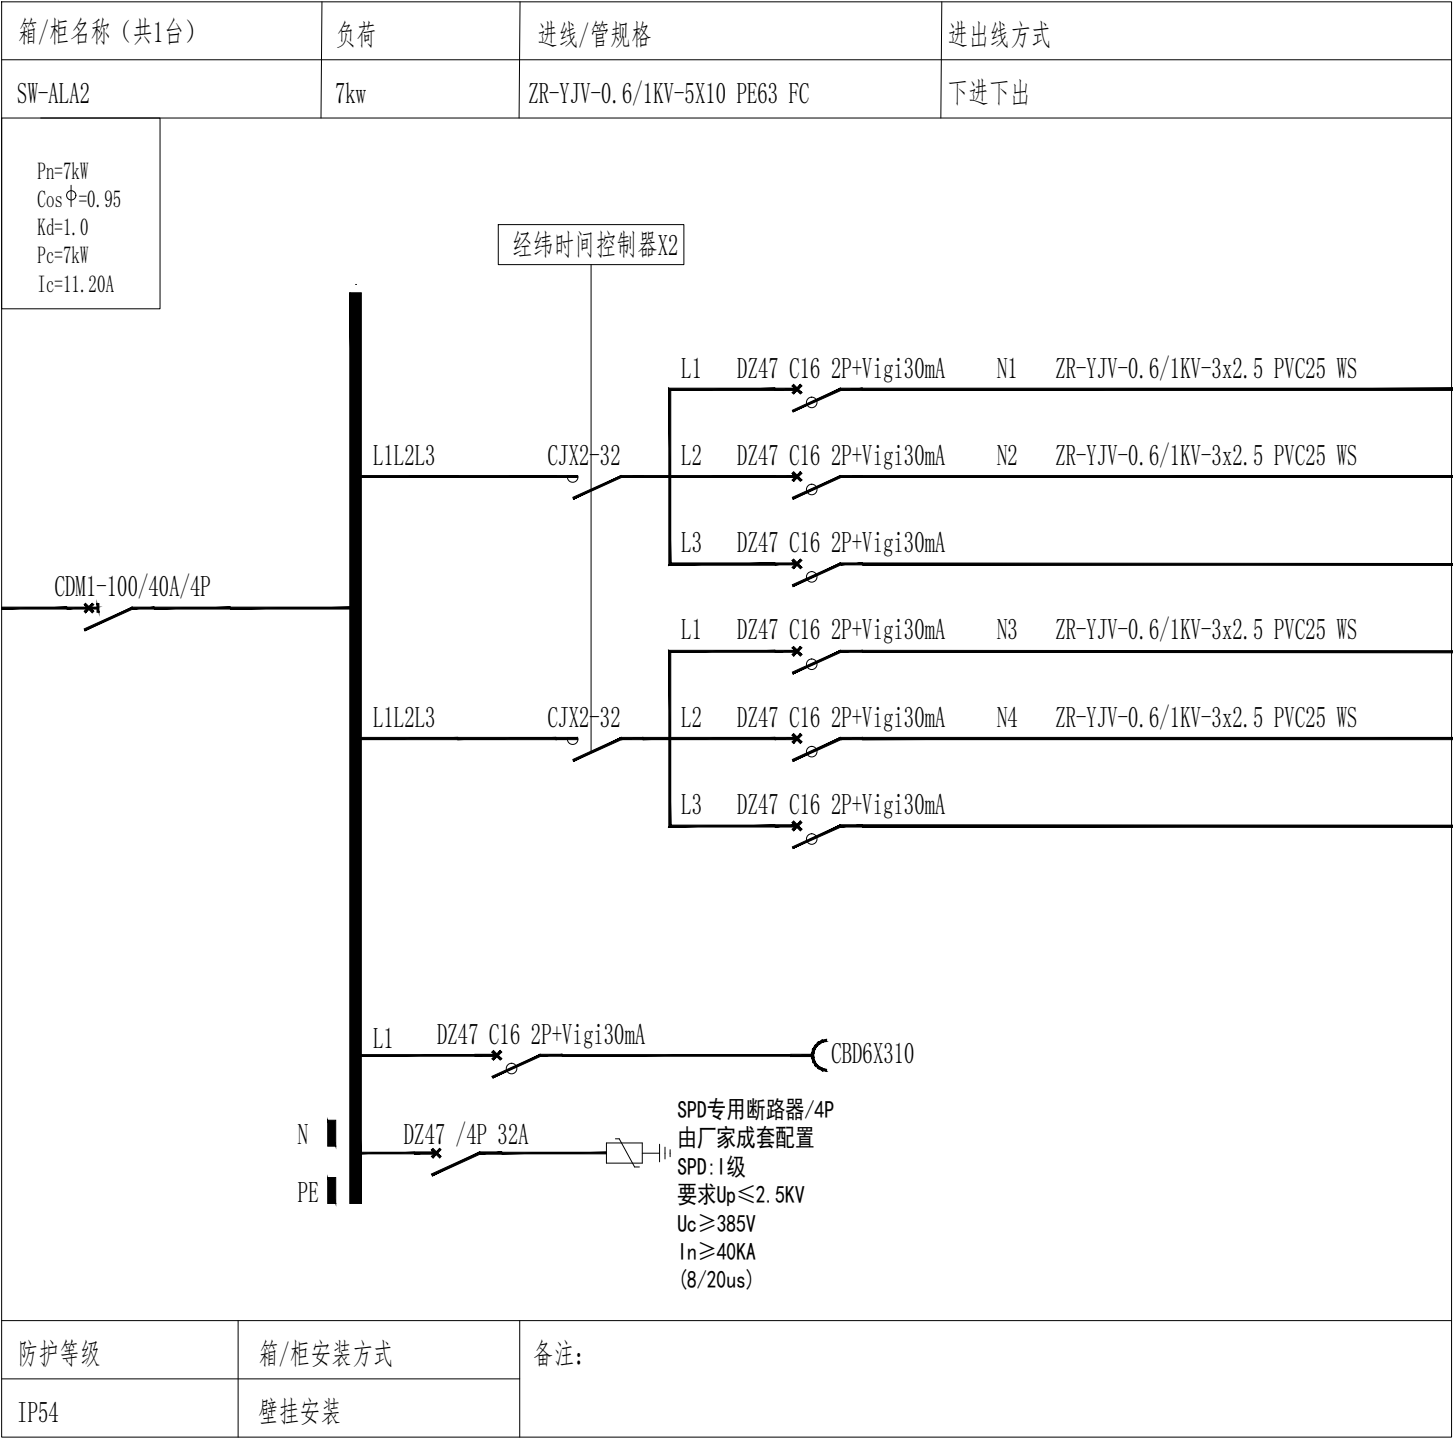 箱/柜名称（共1台） 负荷 进线/管规格 进出线方式
SW-ALA2 7kw ZR-YJV-0.6/1KV-5X10 PE63 FC 下进下出
Pn=7kW
CosΦ=0.95
Kd=1.0
Pc=7kW
Ic=11.20A
经纬时间控制器X2
L1 DZ47 C16 2P+Vigi30mA N1 ZR-YJV-0.6/1KV-3x2.5 PVC25 WS
L1L2L3 CJX2-32 L2 DZ47 C16 2P+Vigi30mA N2 ZR-YJV-0.6/1KV-3x2.5 PVC25 WS
L3 DZ47 C16 2P+Vigi30mA
CDM1-100/40A/4P
L1 DZ47 C16 2P+Vigi30mA N3 ZR-YJV-0.6/1KV-3x2.5 PVC25 WS
L1L2L3 CJX2-32 L2 DZ47 C16 2P+Vigi30mA N4 ZR-YJV-0.6/1KV-3x2.5 PVC25 WS
L3 DZ47 C16 2P+Vigi30mA
L1 DZ47 C16 2P+Vigi30mA
CBD6X310
N DZ47 /4P 32A
PE
SPD专用断路器/4P
由厂家成套配置
SPD:I级
要求Up≤2.5KV
Uc≥385V
In≥40KA
(8/20us)
防护等级 箱/柜安装方式 备注:
IP54 壁挂安装